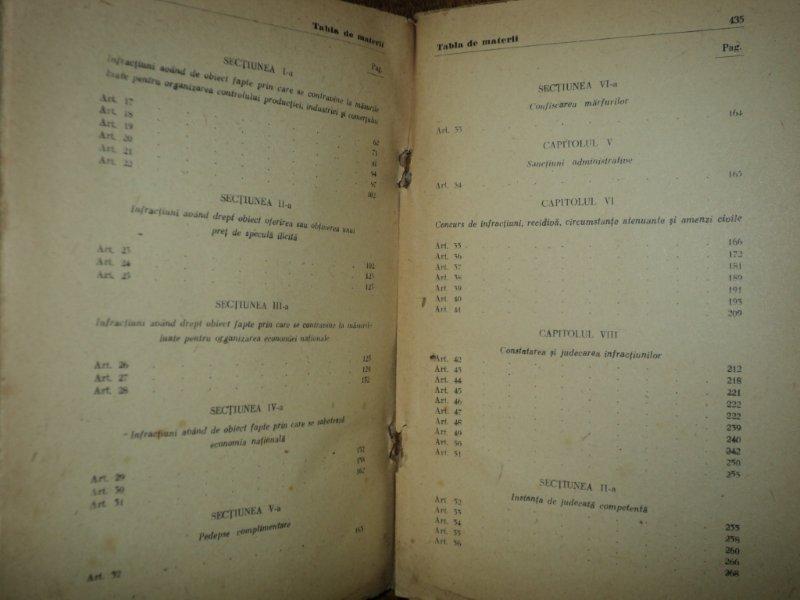 Tabla de materii
Pag.
SECȚIUNEA I-a
Infracțiuni având de obiect fapte prin care se contravine la măsurile
luate pentru organizarea controlului producției, industriei și comerțului
Art. 17
Art. 18 62
Art. 19 71
Art. 20 81
Art. 21 94
Art. 22 97
102
SECȚIUNEA II-a
Infracțiuni având drept obiect oferirea sau obținerea unui
preț de speculă ilicită
Art. 23 102
Art. 24 123
Art. 25 123
SECȚIUNEA III-a
Infracțiuni având drept obiect fapte prin care se contravine la măsurile
luate pentru organizarea economiei naționale
Art. 26 125
Art. 27
Art. 28 152
SECȚIUNEA IV-a
Infracțiuni având de obiect fapte prin care se sabotează
economia națională
Art. 29
Art. 30
Art. 31 162
SECȚIUNEA V-a
Pedepse complimentare
Art. 32 163
Tabla de materii 435
Pag.
SECȚIUNEA VI-a
Confiscarea mărfurilor
Art. 33 164
CAPITOLUL V
Sancțiuni administrative
Art. 34 165
CAPITOLUL VI
Concurs de infracțiuni, recidivă, circumstanțe atenuante și amenzi civile
Art. 35 166
Art. 36 172
Art. 37 181
Art. 38 189
Art. 39 191
Art. 40 193
Art. 41 209
CAPITOLUL VIII
Constatarea și judecarea infracțiunilor
Art. 42 212
Art. 43 218
Art. 44 221
Art. 45 222
Art. 46 222
Art. 47 239
Art. 48 240
Art. 49 242
Art. 50 250
Art. 51 255
SECȚIUNEA II-a
Instanța de judecată competentă
Art. 52 255
Art. 53 258
Art. 54 260
Art. 55 266
Art. 56 268